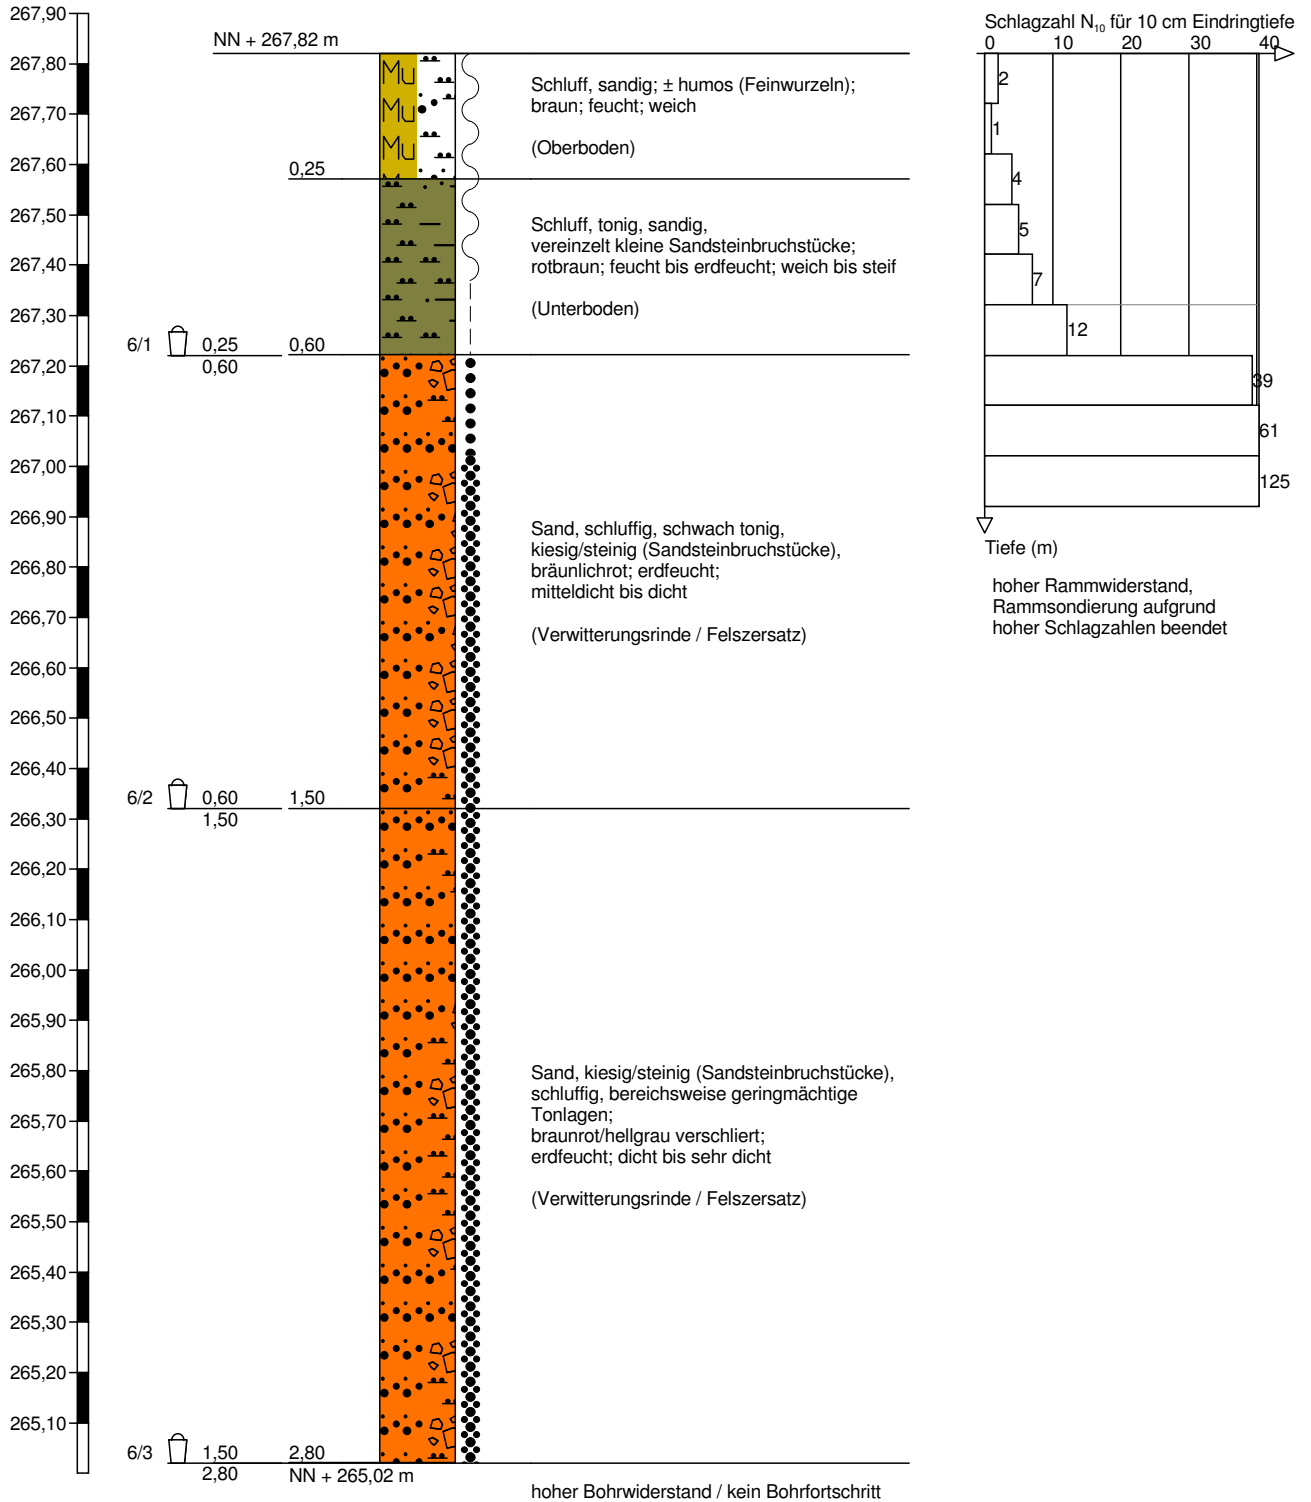 267,90
267,80
267,70
267,60
267,50
267,40
267,30
267,20
267,10
267,00
266,90
266,80
266,70
266,60
266,50
266,40
266,30
266,20
266,10
266,00
265,90
265,80
265,70
265,60
265,50
265,40
265,30
265,20
265,10
NN + 267,82 m
Mu
Mu
Mu
Schluff, sandig; ± humos (Feinwurzeln);
braun; feucht; weich
(Oberboden)
0,25
Schluff, tonig, sandig,
vereinzelt kleine Sandsteinbruchstücke;
rotbraun; feucht bis erdfeucht; weich bis steif
(Unterboden)
6/1 0,25 0,60
0,60
Sand, schluffig, schwach tonig,
kiesig/steinig (Sandsteinbruchstücke),
bräunlichrot; erdfeucht;
mitteldicht bis dicht
(Verwitterungsrinde / Felszersatz)
6/2 0,60 1,50
1,50
Sand, kiesig/steinig (Sandsteinbruchstücke),
schluffig, bereichsweise geringmächtige
Tonlagen;
braunrot/hellgrau verschliert;
erdfeucht; dicht bis sehr dicht
(Verwitterungsrinde / Felszersatz)
6/3 1,50 2,80
2,80 NN + 265,02 m
hoher Bohrwiderstand / kein Bohrfortschritt
Schlagzahl N₁₀ für 10 cm Eindringtiefe
0 10 20 30 40
2
1
4
5
7
12
39
61
125
Tiefe (m)
hoher Rammwiderstand,
Rammsondierung aufgrund
hoher Schlagzahlen beendet